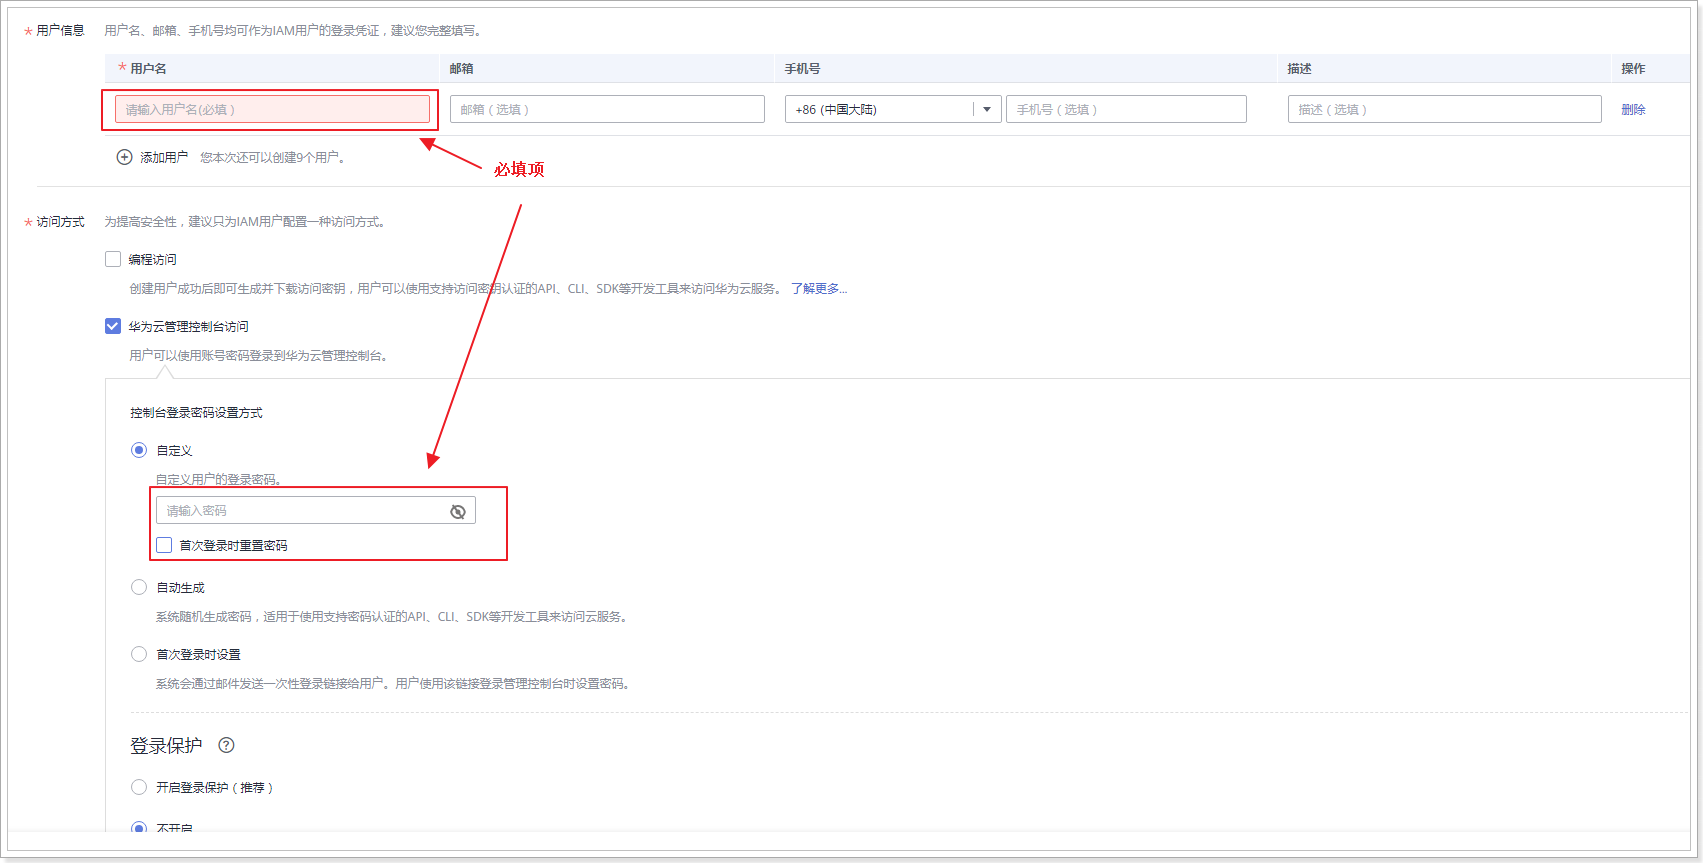 * 用户信息 用户名、邮箱、手机号均可作为IAM用户的登录凭证，建议您完整填写。
* 用户名 邮箱 手机号 描述 操作
请输入用户名(必填 ) 邮箱（选填 ） +86 (中国大陆) 手机号（选填 ） 描述（选填 ） 删除
添加用户 您本次还可以创建9个用户。
必填项
* 访问方式 为提高安全性，建议只为IAM用户配置一种访问方式。
编程访问
创建用户成功后即可生成并下载访问密钥，用户可以使用支持访问密钥认证的API、CLI、SDK等开发工具来访问华为云服务。 了解更多...
华为云管理控制台访问
用户可以使用账号密码登录到华为云管理控制台。
控制台登录密码设置方式
自定义
自定义用户的登录密码。
请输入密码
首次登录时重置密码
自动生成
系统随机生成密码，适用于使用支持密码认证的API、CLI、SDK等开发工具来访问云服务。
首次登录时设置
系统会通过邮件发送一次性登录链接给用户。用户使用该链接登录管理控制台时设置密码。
登录保护 ?
开启登录保护（推荐 ）
不开启